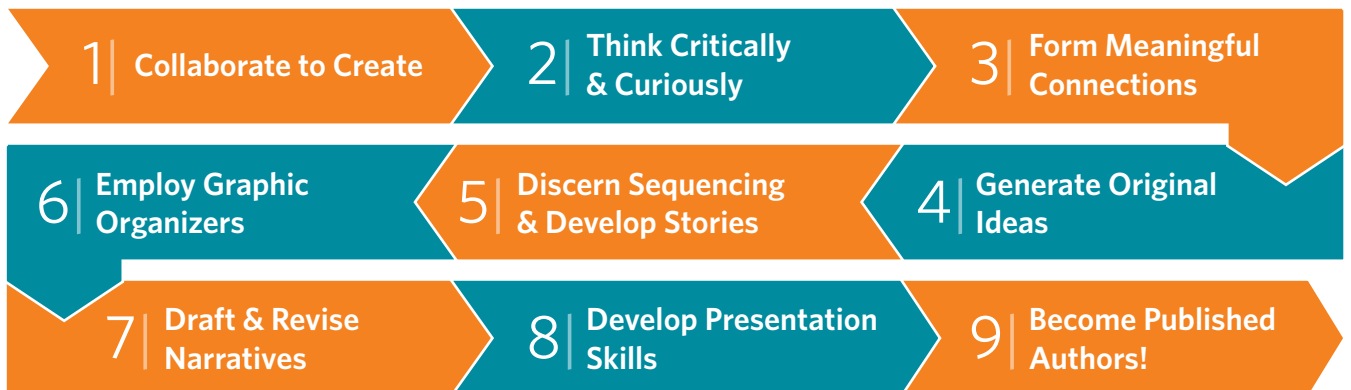 1 Collaborate to Create
2 Think Critically
& Curiously
3 Form Meaningful
Connections
4 Generate Original
Ideas
5 Discern Sequencing
& Develop Stories
6 Employ Graphic
Organizers
7 Draft & Revise
Narratives
8 Develop Presentation
Skills
9 Become Published
Authors!